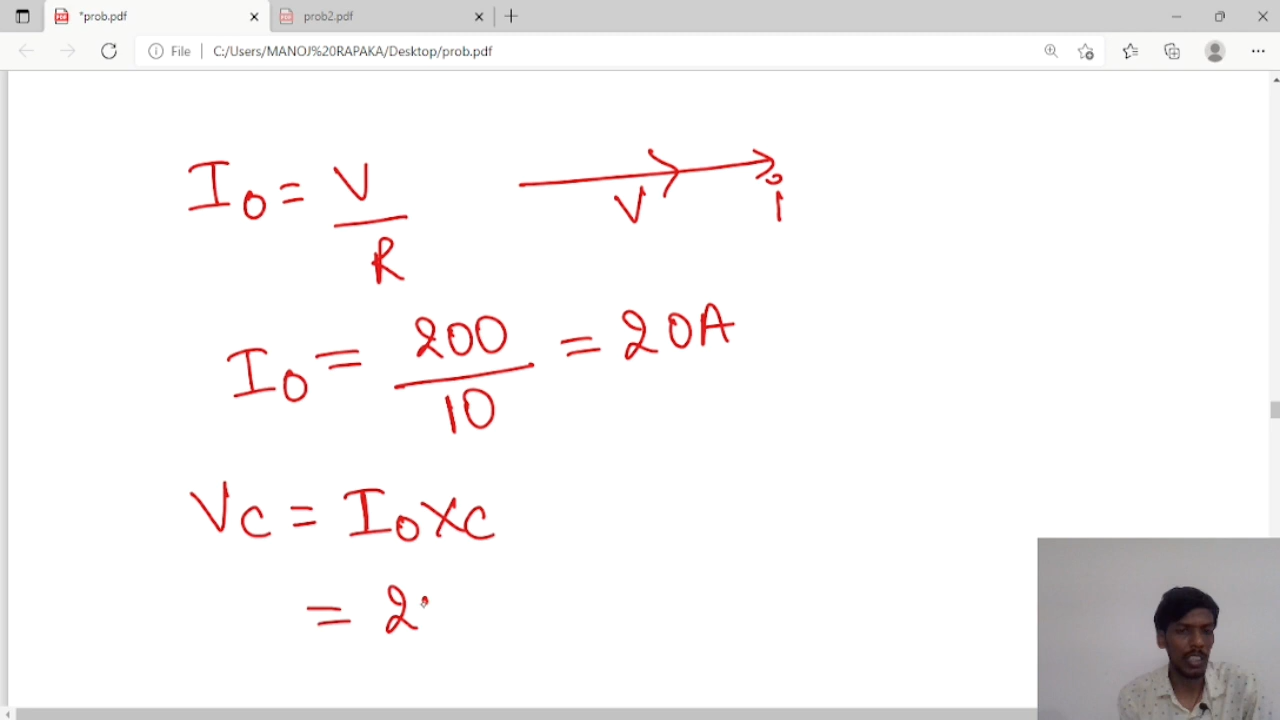 *prob.pdf
prob2.pdf
File
C:/Users/MANOJ%20RAPAKA/Desktop/prob.pdf
I0 = V/R
V
i
I0 = 200/10 = 20A
VC = I0XC
= 2